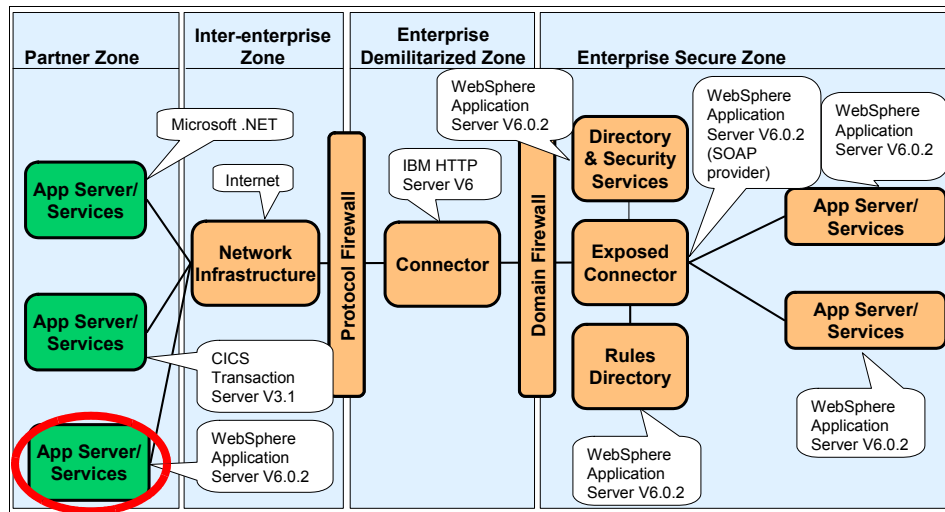 Partner Zone
Inter-enterprise
Zone
Enterprise
Demilitarized Zone
Enterprise Secure Zone
Microsoft .NET
App Server/
Services
App Server/
Services
CICS
Transaction
Server V3.1
App Server/
Services
WebSphere
Application
Server V6.0.2
Internet
Network
Infrastructure
Protocol Firewall
IBM HTTP
Server V6
Connector
Domain Firewall
WebSphere
Application
Server V6.0.2
Directory
& Security
Services
WebSphere
Application
Server V6.0.2
(SOAP
provider)
Exposed
Connector
Rules
Directory
WebSphere
Application
Server V6.0.2
WebSphere
Application
Server V6.0.2
App Server/
Services
App Server/
Services
WebSphere
Application
Server V6.0.2